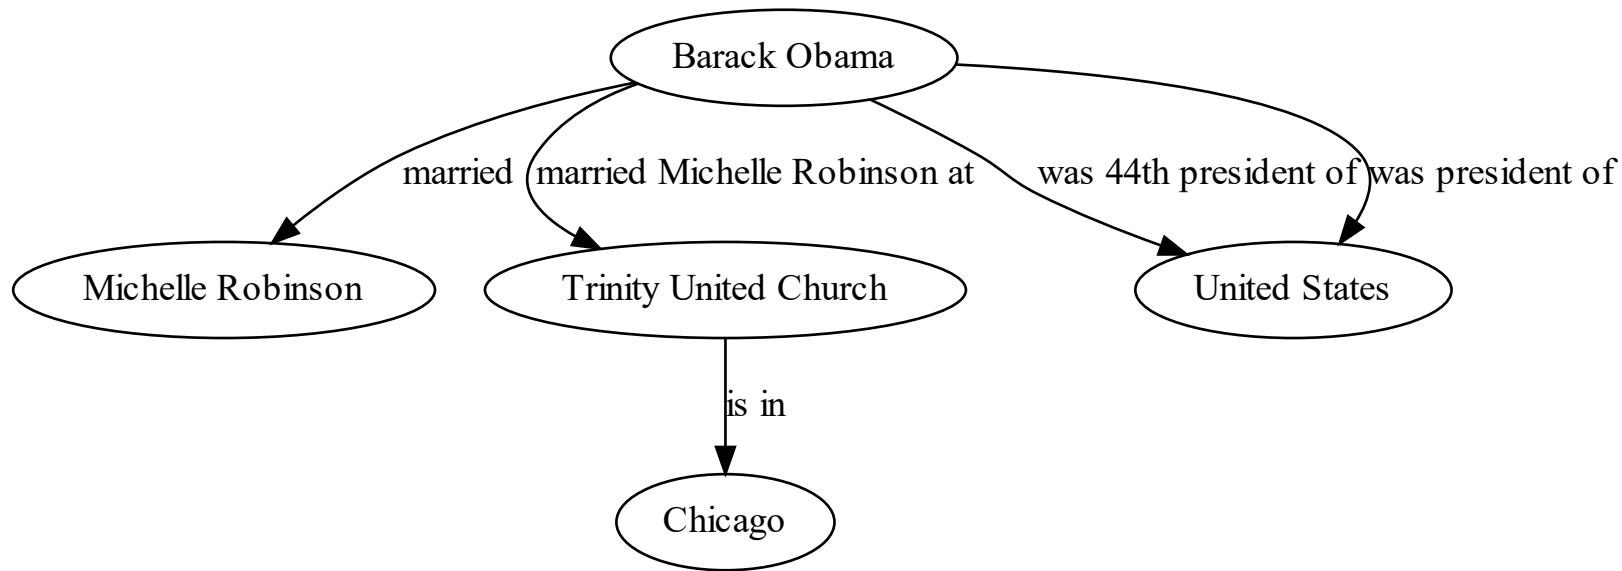 Barack Obama
married
married Michelle Robinson at
was 44th president of
was president of
Michelle Robinson
Trinity United Church
United States
is in
Chicago